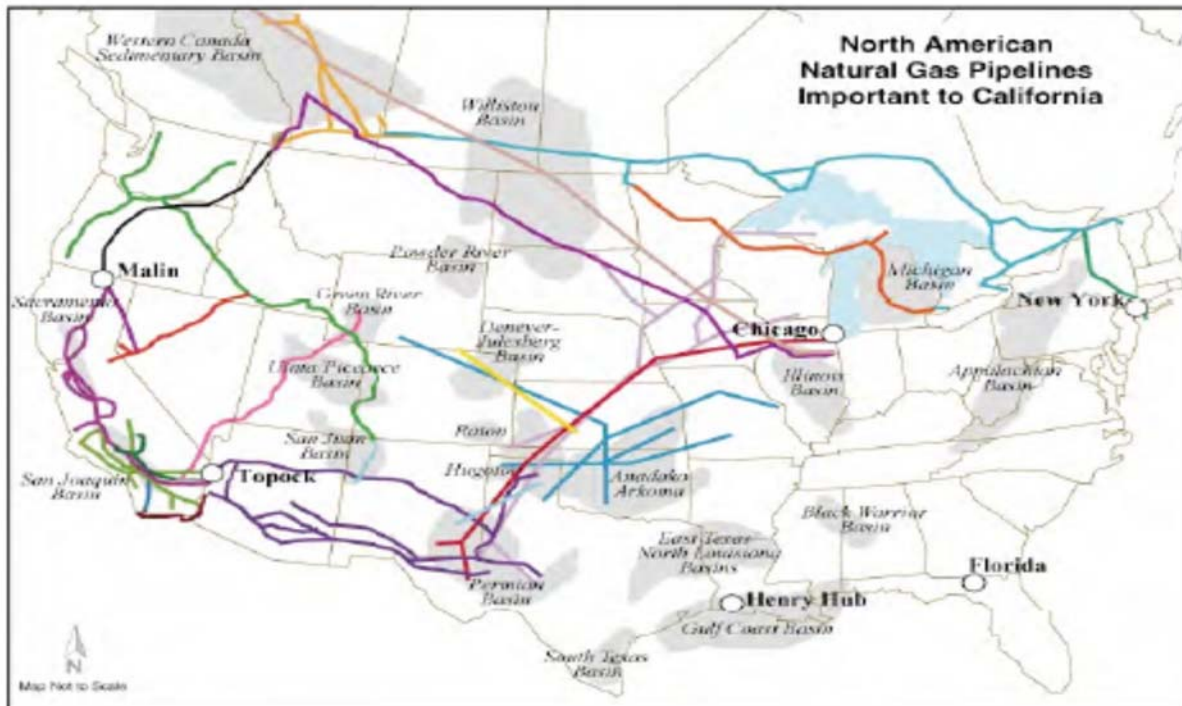 North American
Natural Gas Pipelines
Important to California
Western Canada
Sedimentary Basin
Williston
Basin
Malin
Powder River
Basin
Michigan
Basin
Sacramento
Basin
Green River
Basin
New York
Chicago
Denever-
Julesberg
Basin
Uinta Piceance
Basin
Illinois
Basin
Appalachian
Basin
San Juan
Basin
Raton
Topock
Hugoton
Anadako
Arkoma
San Joaquin
Basin
Black Warrior
Basin
East Texas
North Louisiana
Basins
Florida
Permian
Basin
Henry Hub
Gulf Coast Basin
South Texas
Basin
N
Map Not to Scale